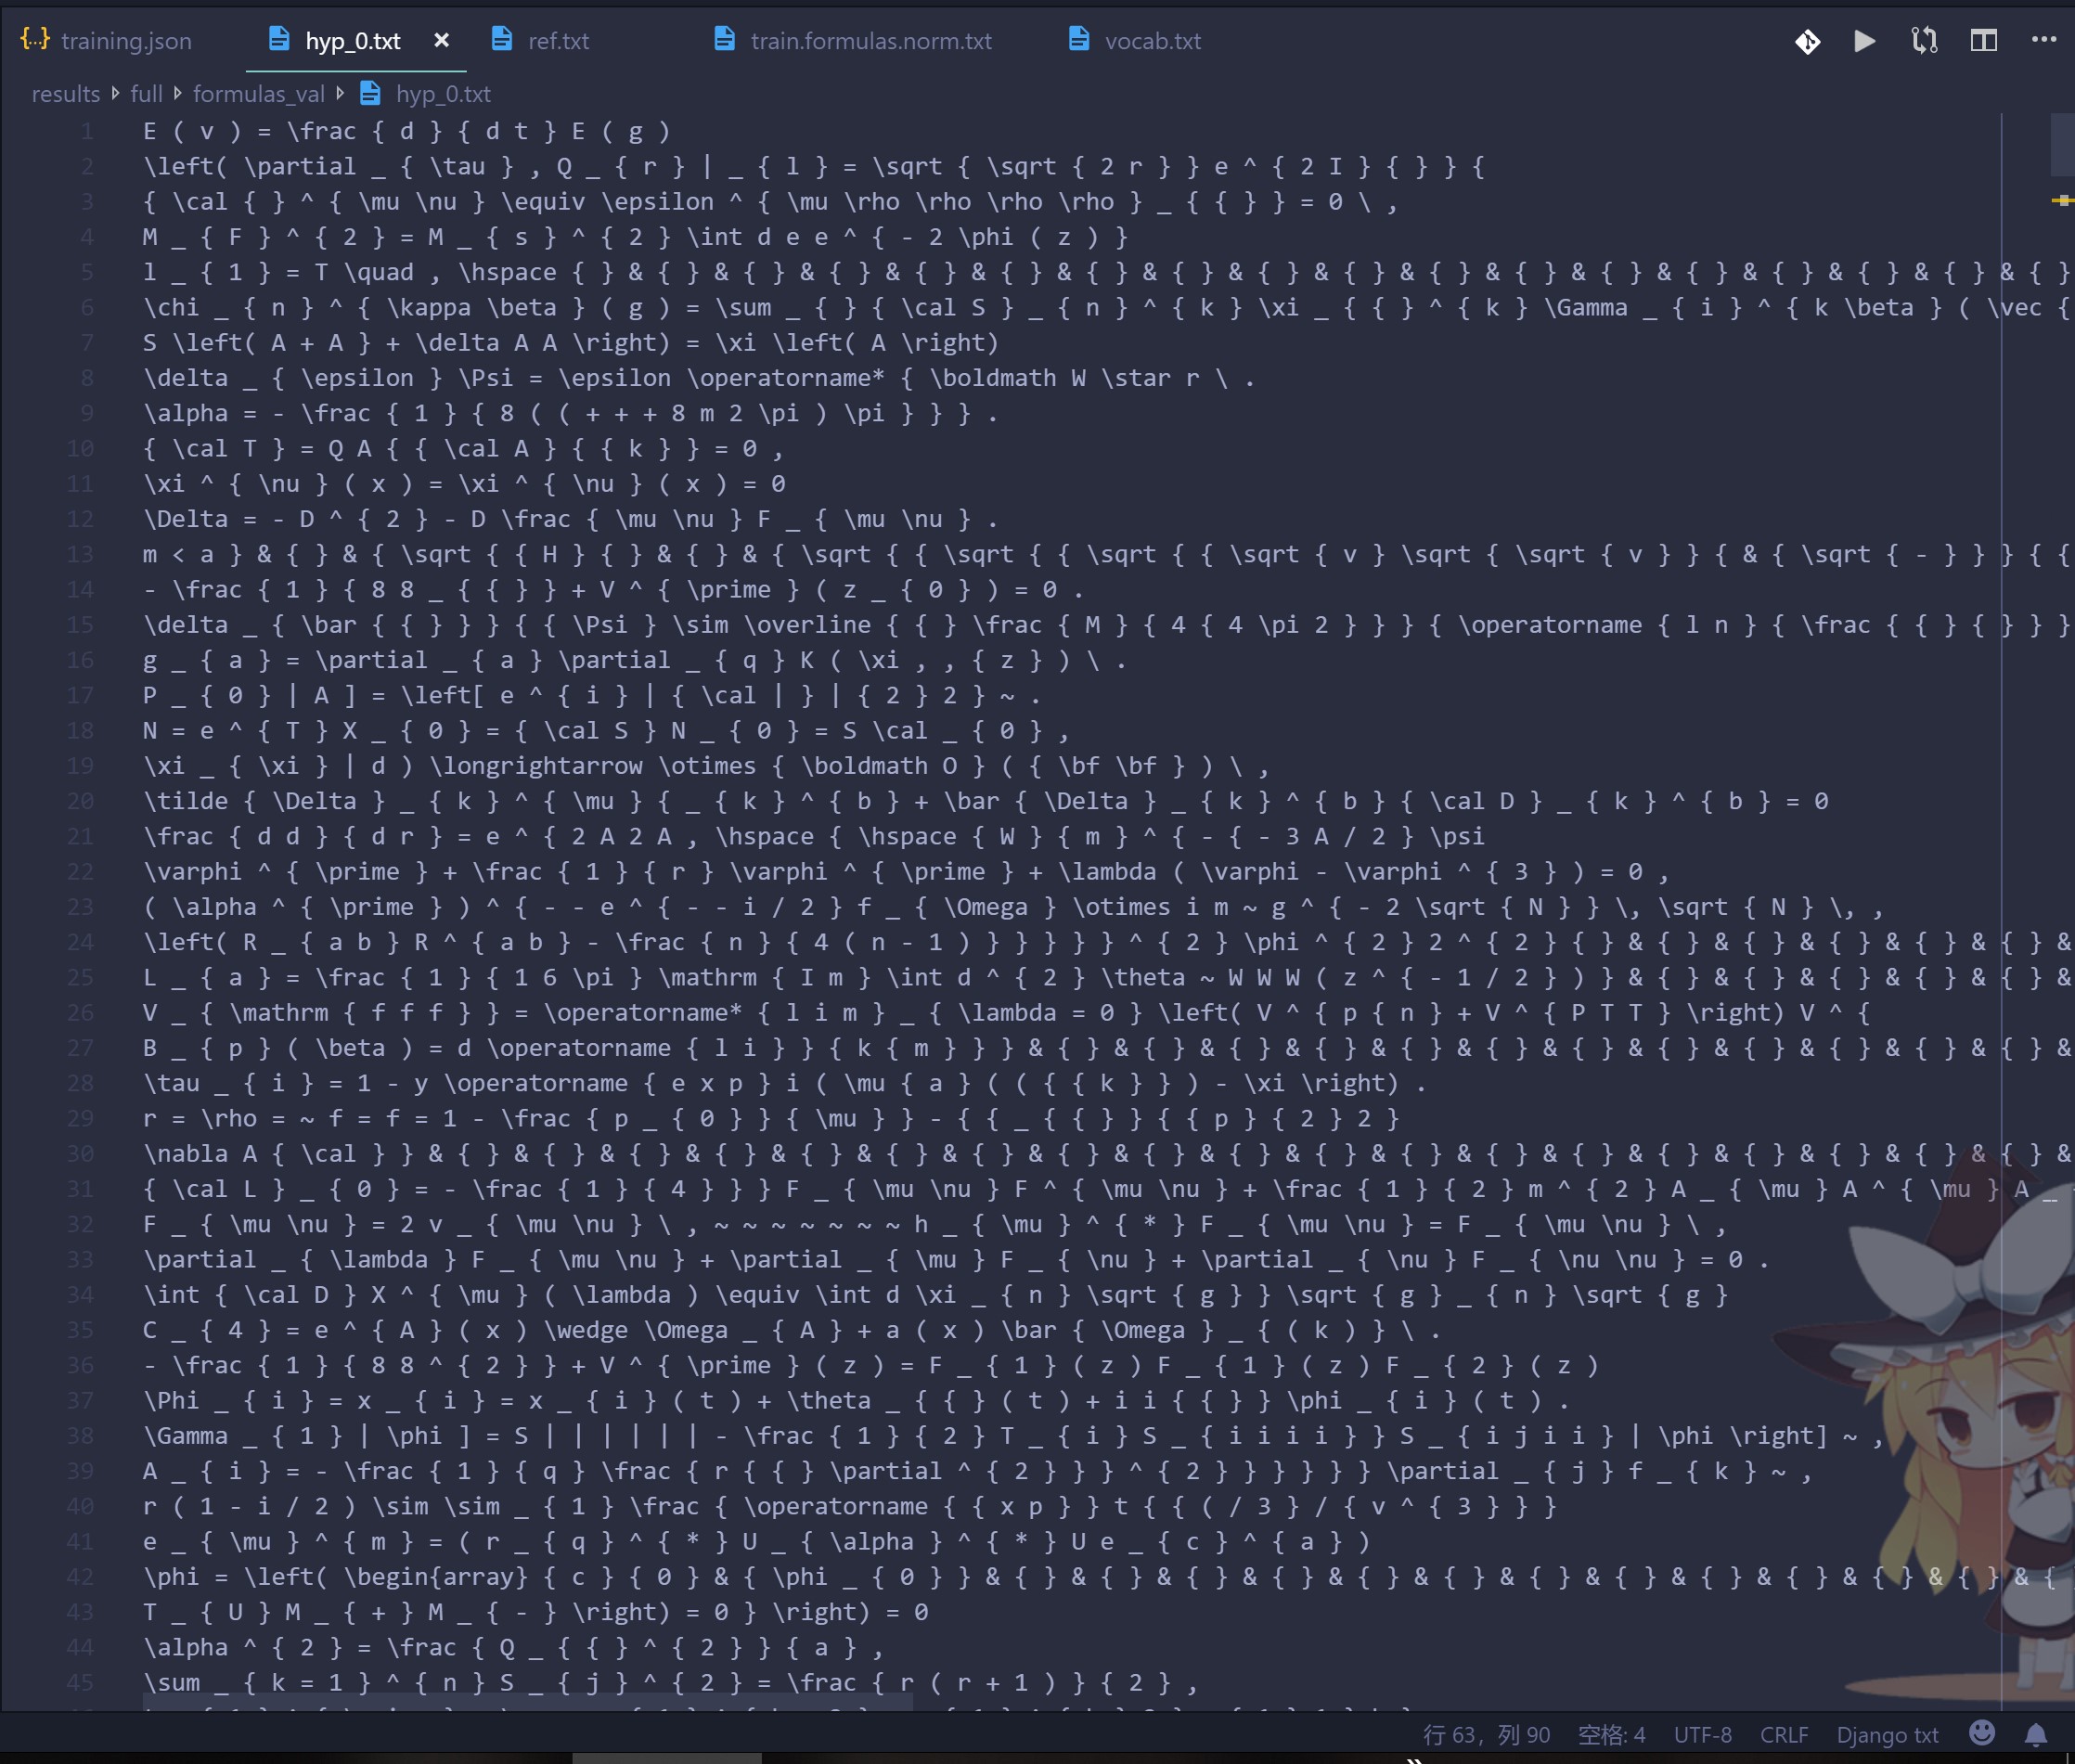 training.json hyp_0.txt ref.txt train.formulas.norm.txt vocab.txt
results full formulas_val hyp_0.txt
1 E ( v ) = \frac { d } { d t } E ( g )
2 \left( \partial _ { \tau } , Q _ { r } | _ { l } = \sqrt { \sqrt { 2 r } } e ^ { 2 I } { } } {
3 { \cal { } ^ { \mu \nu } \equiv \epsilon ^ { \mu \rho \rho \rho \rho } _ { { } } = 0 \ ,
4 M _ { F } ^ { 2 } = M _ { s } ^ { 2 } \int d e e ^ { - 2 \phi ( z ) }
5 l _ { 1 } = T \quad , \hspace { } & { } & { } & { } & { } & { } & { } & { } & { } & { } & { } & { } & { } & { } & { } & { } & { } & { }
6 \chi _ { n } ^ { \kappa \beta } ( g ) = \sum _ { } { \cal S } _ { n } ^ { k } \xi _ { { } ^ { k } \Gamma _ { i } ^ { k \beta } ( \vec {
7 S \left( A + A } + \delta A A \right) = \xi \left( A \right)
8 \delta _ { \epsilon } \Psi = \epsilon \operatorname* { \boldmath W \star r \ .
9 \alpha = - \frac { 1 } { 8 ( ( + + + 8 m 2 \pi ) \pi } } } .
10 { \cal T } = Q A { { \cal A } { { k } } = 0 ,
11 \xi ^ { \nu } ( x ) = \xi ^ { \nu } ( x ) = 0
12 \Delta = - D ^ { 2 } - D \frac { \mu \nu } F _ { \mu \nu } .
13 m < a } & { } & { \sqrt { { H } { } & { } & { \sqrt { { \sqrt { { \sqrt { { \sqrt { v } \sqrt { \sqrt { v } } { & { \sqrt { - } } } { {
14 - \frac { 1 } { 8 8 _ { { } } + V ^ { \prime } ( z _ { 0 } ) = 0 .
15 \delta _ { \bar { { } } } { { \Psi } \sim \overline { { } \frac { M } { 4 { 4 \pi 2 } } } { \operatorname { l n } { \frac { { } { } } }
16 g _ { a } = \partial _ { a } \partial _ { q } K ( \xi , , { z } ) \ .
17 P _ { 0 } | A ] = \left[ e ^ { i } | { \cal | } | { 2 } 2 } ~ .
18 N = e ^ { T } X _ { 0 } = { \cal S } N _ { 0 } = S \cal _ { 0 } ,
19 \xi _ { \xi } | d ) \longrightarrow \otimes { \boldmath O } ( { \bf \bf } ) \ ,
20 \tilde { \Delta } _ { k } ^ { \mu } { _ { k } ^ { b } + \bar { \Delta } _ { k } ^ { b } { \cal D } _ { k } ^ { b } = 0
21 \frac { d d } { d r } = e ^ { 2 A 2 A , \hspace { \hspace { W } { m } ^ { - { - 3 A / 2 } \psi
22 \varphi ^ { \prime } + \frac { 1 } { r } \varphi ^ { \prime } + \lambda ( \varphi - \varphi ^ { 3 } ) = 0 ,
23 ( \alpha ^ { \prime } ) ^ { - - e ^ { - - i / 2 } f _ { \Omega } \otimes i m ~ g ^ { - 2 \sqrt { N } } \, \sqrt { N } \, ,
24 \left( R _ { a b } R ^ { a b } - \frac { n } { 4 ( n - 1 ) } } } } } ^ { 2 } \phi ^ { 2 } 2 ^ { 2 } { } & { } & { } & { } & { } & { } &
25 L _ { a } = \frac { 1 } { 1 6 \pi } \mathrm { I m } \int d ^ { 2 } \theta ~ W W W ( z ^ { - 1 / 2 } ) } & { } & { } & { } & { } & { } &
26 V _ { \mathrm { f f f } } = \operatorname* { l i m } _ { \lambda = 0 } \left( V ^ { p { n } + V ^ { P T T } \right) V ^ {
27 B _ { p } ( \beta ) = d \operatorname { l i } } { k { m } } } & { } & { } & { } & { } & { } & { } & { } & { } & { } & { } & { } & { } &
28 \tau _ { i } = 1 - y \operatorname { e x p } i ( \mu { a } ( ( { { k } } ) - \xi \right) .
29 r = \rho = ~ f = f = 1 - \frac { p _ { 0 } } { \mu } } - { { _ { { } } { { p } { 2 } 2 }
30 \nabla A { \cal } } & { } & { } & { } & { } & { } & { } & { } & { } & { } & { } & { } & { } & { } & { } & { } & { } & { } & { } & { } &
31 { \cal L } _ { 0 } = - \frac { 1 } { 4 } } } F _ { \mu \nu } F ^ { \mu \nu } + \frac { 1 } { 2 } m ^ { 2 } A _ { \mu } A ^ { \mu } A _
32 F _ { \mu \nu } = 2 v _ { \mu \nu } \ , ~ ~ ~ ~ ~ ~ ~ h _ { \mu } ^ { * } F _ { \mu \nu } = F _ { \mu \nu } \ ,
33 \partial _ { \lambda } F _ { \mu \nu } + \partial _ { \mu } F _ { \nu } + \partial _ { \nu } F _ { \nu \nu } = 0 .
34 \int { \cal D } X ^ { \mu } ( \lambda ) \equiv \int d \xi _ { n } \sqrt { g } } \sqrt { g } _ { n } \sqrt { g }
35 C _ { 4 } = e ^ { A } ( x ) \wedge \Omega _ { A } + a ( x ) \bar { \Omega } _ { ( k ) } \ .
36 - \frac { 1 } { 8 8 ^ { 2 } } + V ^ { \prime } ( z ) = F _ { 1 } ( z ) F _ { 1 } ( z ) F _ { 2 } ( z )
37 \Phi _ { i } = x _ { i } = x _ { i } ( t ) + \theta _ { { } ( t ) + i i { { } } \phi _ { i } ( t ) .
38 \Gamma _ { 1 } | \phi ] = S | | | | | | - \frac { 1 } { 2 } T _ { i } S _ { i i i i } } S _ { i j i i } | \phi \right] ~ ,
39 A _ { i } = - \frac { 1 } { q } \frac { r { { } \partial ^ { 2 } } } ^ { 2 } } } } } } \partial _ { j } f _ { k } ~ ,
40 r ( 1 - i / 2 ) \sim \sim _ { 1 } \frac { \operatorname { { x p } } t { { ( / 3 } / { v ^ { 3 } } }
41 e _ { \mu } ^ { m } = ( r _ { q } ^ { * } U _ { \alpha } ^ { * } U e _ { c } ^ { a } )
42 \phi = \left( \begin{array} { c } { 0 } & { \phi _ { 0 } } & { } & { } & { } & { } & { } & { } & { } & { } & { } & { } & { } & { } & {
43 T _ { U } M _ { + } M _ { - } \right) = 0 } \right) = 0
44 \alpha ^ { 2 } = \frac { Q _ { { } ^ { 2 } } { a } ,
45 \sum _ { k = 1 } ^ { n } S _ { j } ^ { 2 } = \frac { r ( r + 1 ) } { 2 } ,
行 63, 列 90 空格: 4 UTF-8 CRLF Django txt